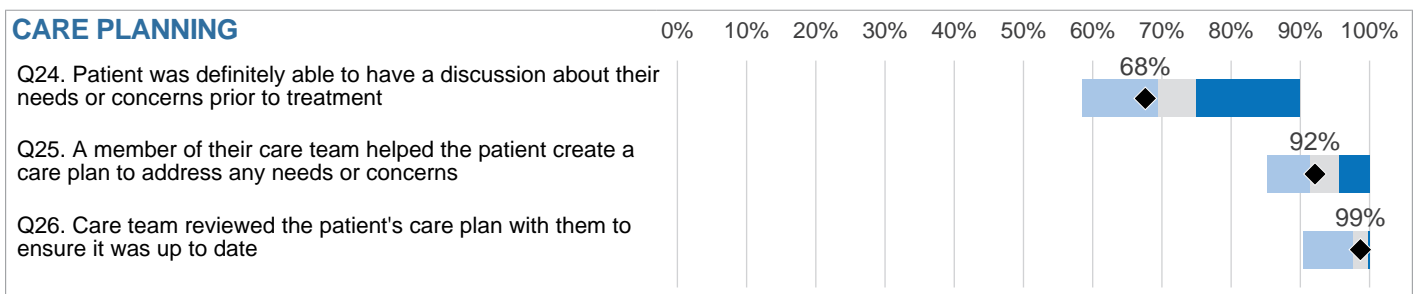 CARE PLANNING 0% 10% 20% 30% 40% 50% 60% 70% 80% 90% 100%
Q24. Patient was definitely able to have a discussion about their
needs or concerns prior to treatment
68%
Q25. A member of their care team helped the patient create a
care plan to address any needs or concerns
92%
Q26. Care team reviewed the patient's care plan with them to
ensure it was up to date
99%